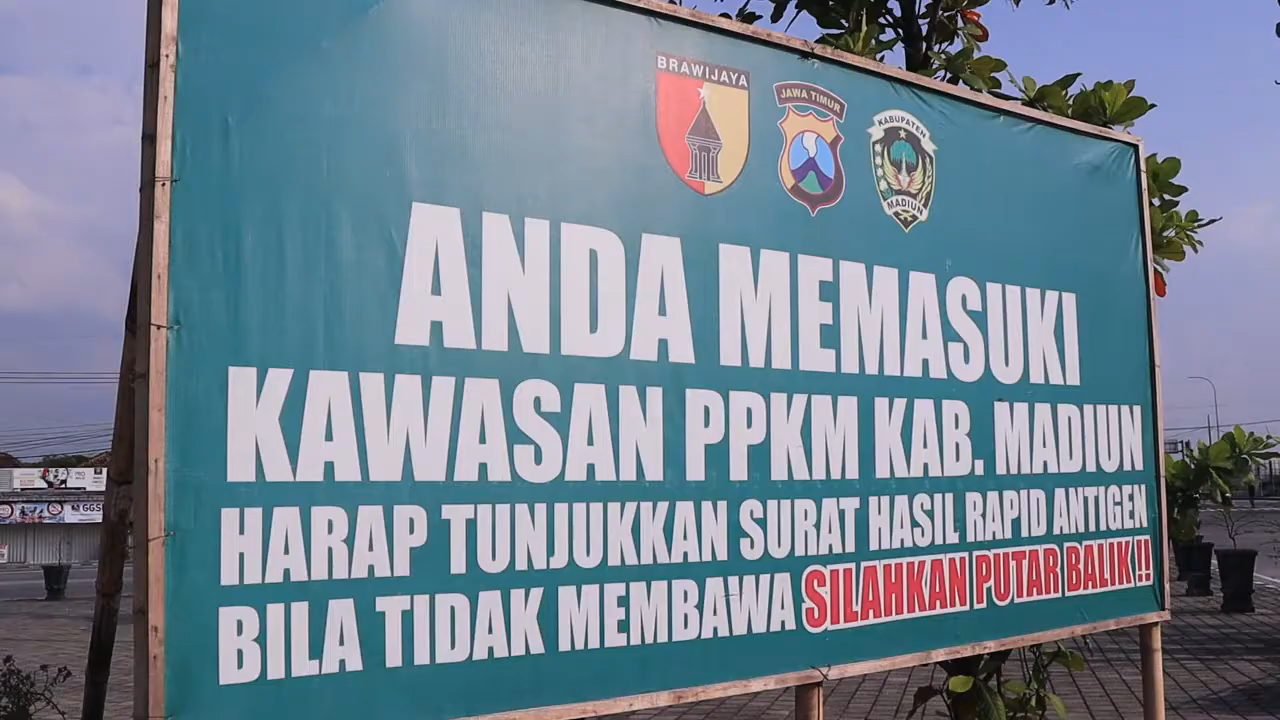 BRAWIJAYA
JAWA TIMUR
KABUPATEN
MADIUN
ANDA MEMASUKI
KAWASAN PPKM KAB. MADIUN
HARAP TUNJUKKAN SURAT HASIL RAPID ANTIGEN
BILA TIDAK MEMBAWA SILAHKAN PUTAR BALIK !!